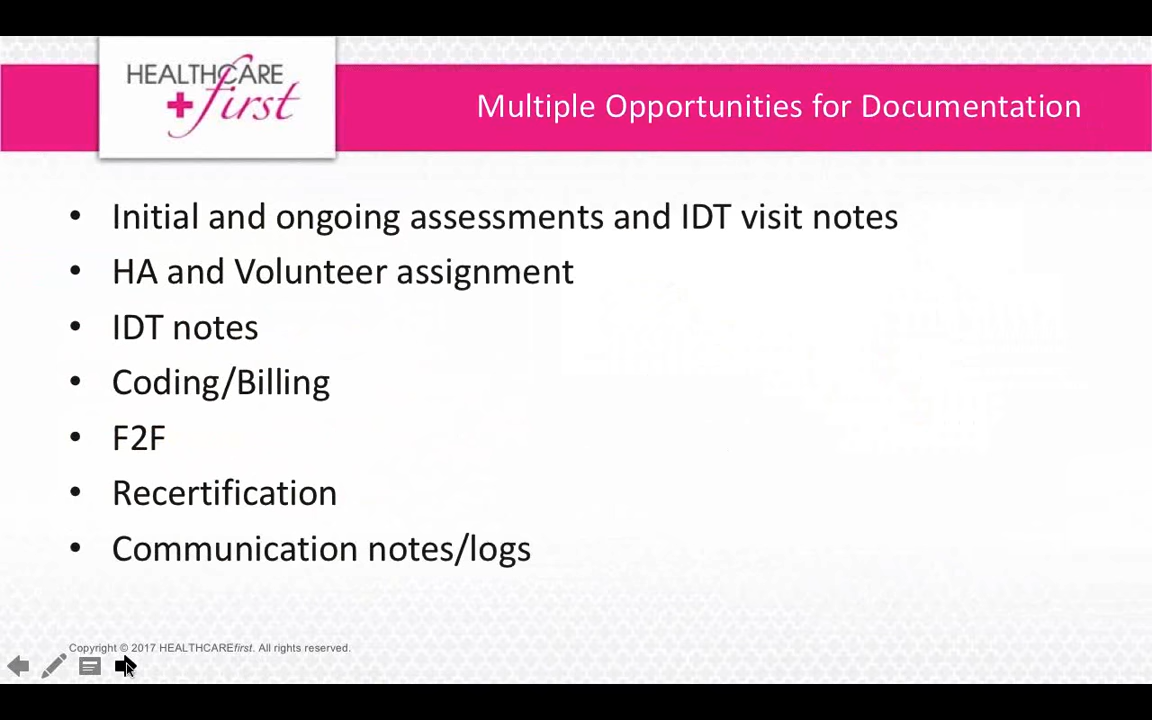 HEALTHCARE
first
Multiple Opportunities for Documentation
• Initial and ongoing assessments and IDT visit notes
• HA and Volunteer assignment
• IDT notes
• Coding/Billing
• F2F
• Recertification
• Communication notes/logs
Copyright © 2017 HEALTHCAREfirst. All rights reserved.